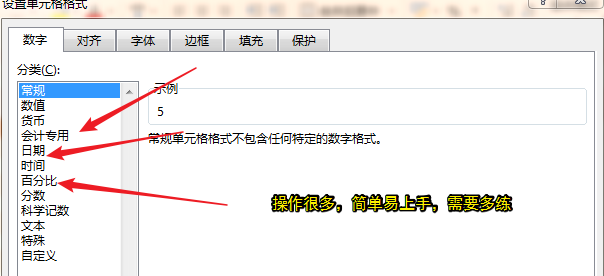 设置单元格格式
数字 对齐 字体 边框 填充 保护
分类(C):
常规
数值
货币
会计专用
日期
时间
百分比
分数
科学记数
文本
特殊
自定义
示例
5
常规单元格格式不包含任何特定的数字格式。
操作很多，简单易上手，需要多练